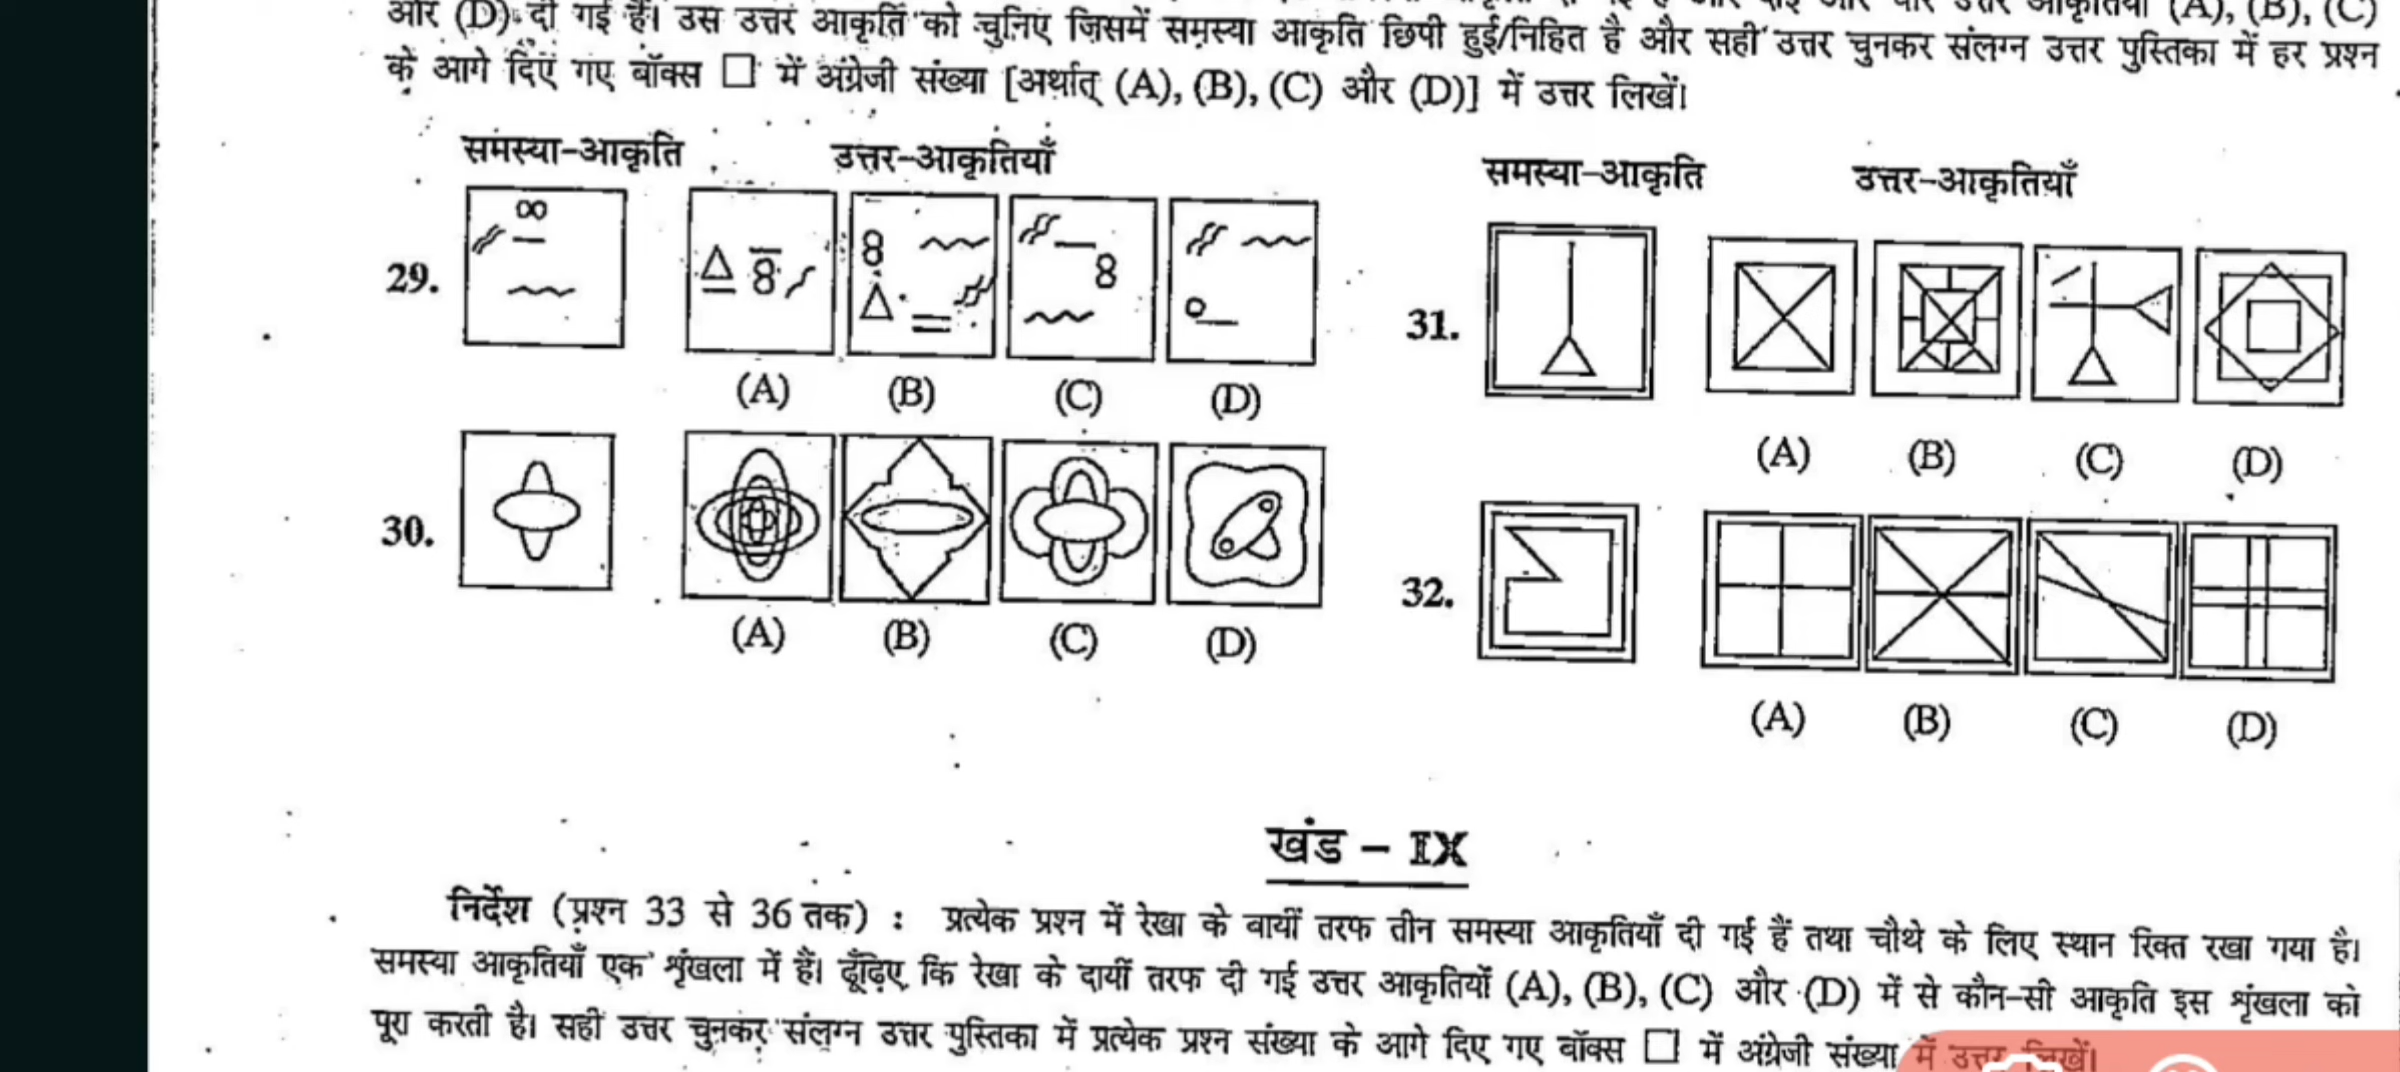 और (D) दी गई हैं। उस उत्तर आकृति को चुनिए जिसमें समस्या आकृति छिपी हुई/निहित है और सही उत्तर चुनकर संलग्न उत्तर पुस्तिका में हर प्रश्न
के आगे दिए गए बॉक्स □ में अंग्रेजी संख्या [अर्थात् (A), (B), (C) और (D)] में उत्तर लिखें।
समस्या-आकृति उत्तर-आकृतियाँ
29.
(A) (B) (C) (D)
30.
(A) (B) (C) (D)
समस्या-आकृति उत्तर-आकृतियाँ
31.
(A) (B) (C) (D)
32.
(A) (B) (C) (D)
खंड - IX
निर्देश (प्रश्न 33 से 36 तक) : प्रत्येक प्रश्न में रेखा के बायीं तरफ तीन समस्या आकृतियाँ दी गई हैं तथा चौथे के लिए स्थान रिक्त रखा गया है।
समस्या आकृतियाँ एक शृंखला में हैं। ढूँढ़िए कि रेखा के दायीं तरफ दी गई उत्तर आकृतियों (A), (B), (C) और (D) में से कौन-सी आकृति इस शृंखला को
पूरा करती है। सही उत्तर चुनकर संलग्न उत्तर पुस्तिका में प्रत्येक प्रश्न संख्या के आगे दिए गए बॉक्स □ में अंग्रेजी संख्या में उत्तर लिखें।